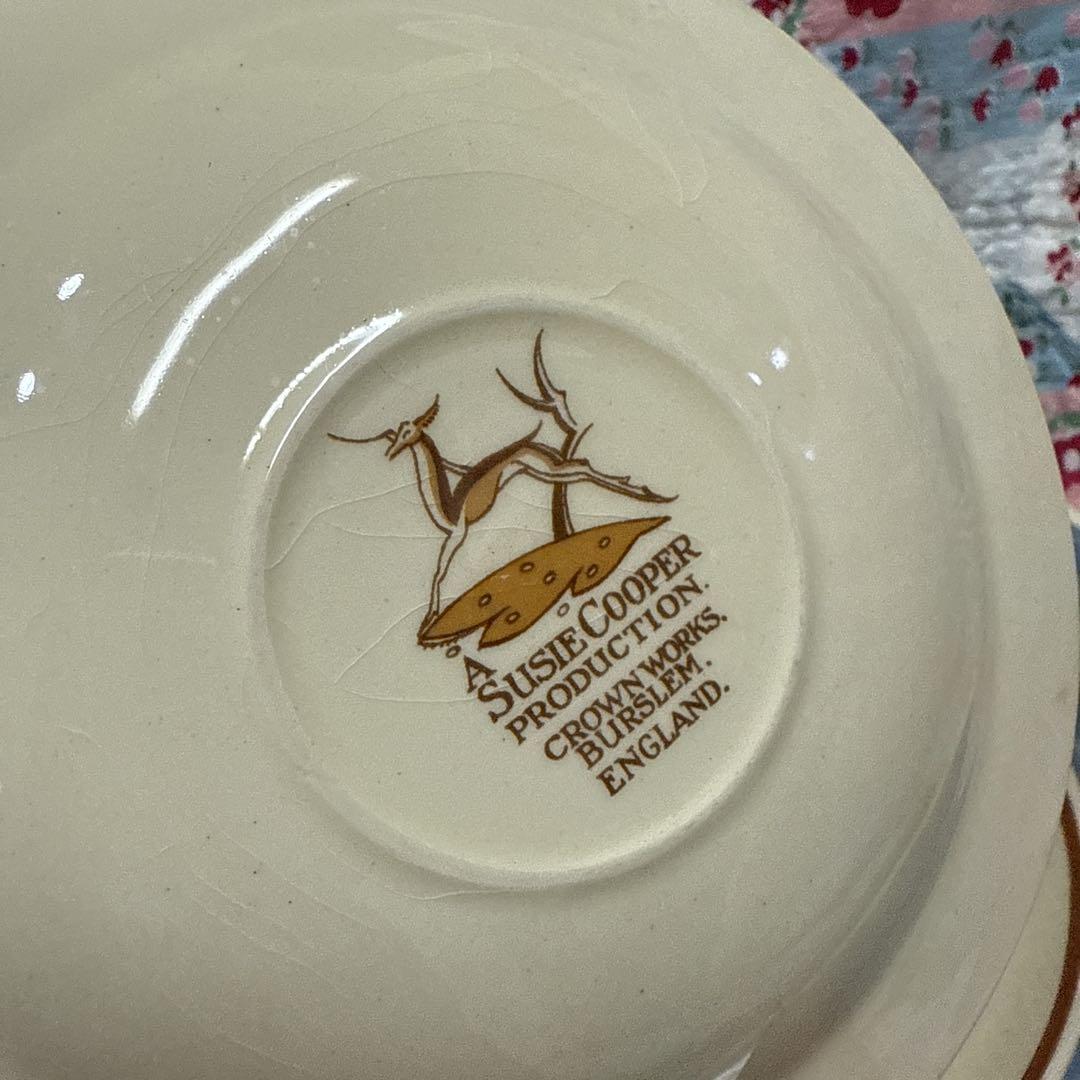 A
SUSIE COOPER
PRODUCTION.
CROWN WORKS.
BURSLEM.
ENGLAND.